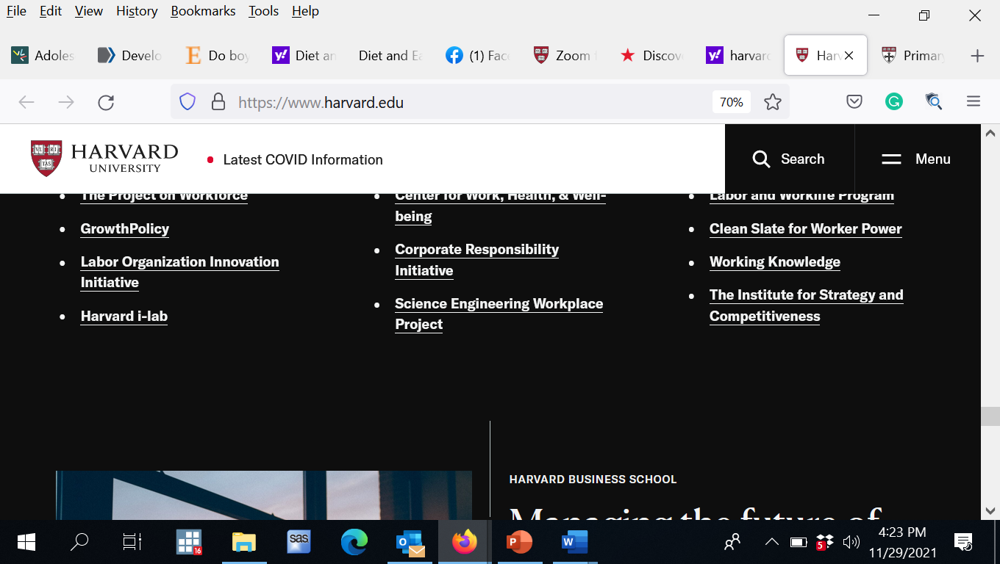 File Edit View History Bookmarks Tools Help
Adoles
Develo
Do boy
Diet an
Diet and Ea
(1) Fac
Zoom
Discov
harvard
Harv
Primary
https://www.harvard.edu
70%
HARVARD
UNIVERSITY
Latest COVID Information
Search
Menu
The Project on Workforce
GrowthPolicy
Labor Organization Innovation
Initiative
Harvard i-lab
Center for Work, Health, & Well-
being
Corporate Responsibility
Initiative
Science Engineering Workplace
Project
Labor and Worklife Program
Clean Slate for Worker Power
Working Knowledge
The Institute for Strategy and
Competitiveness
HARVARD BUSINESS SCHOOL
Managing the future of
16
sas
5
4:23 PM
11/29/2021